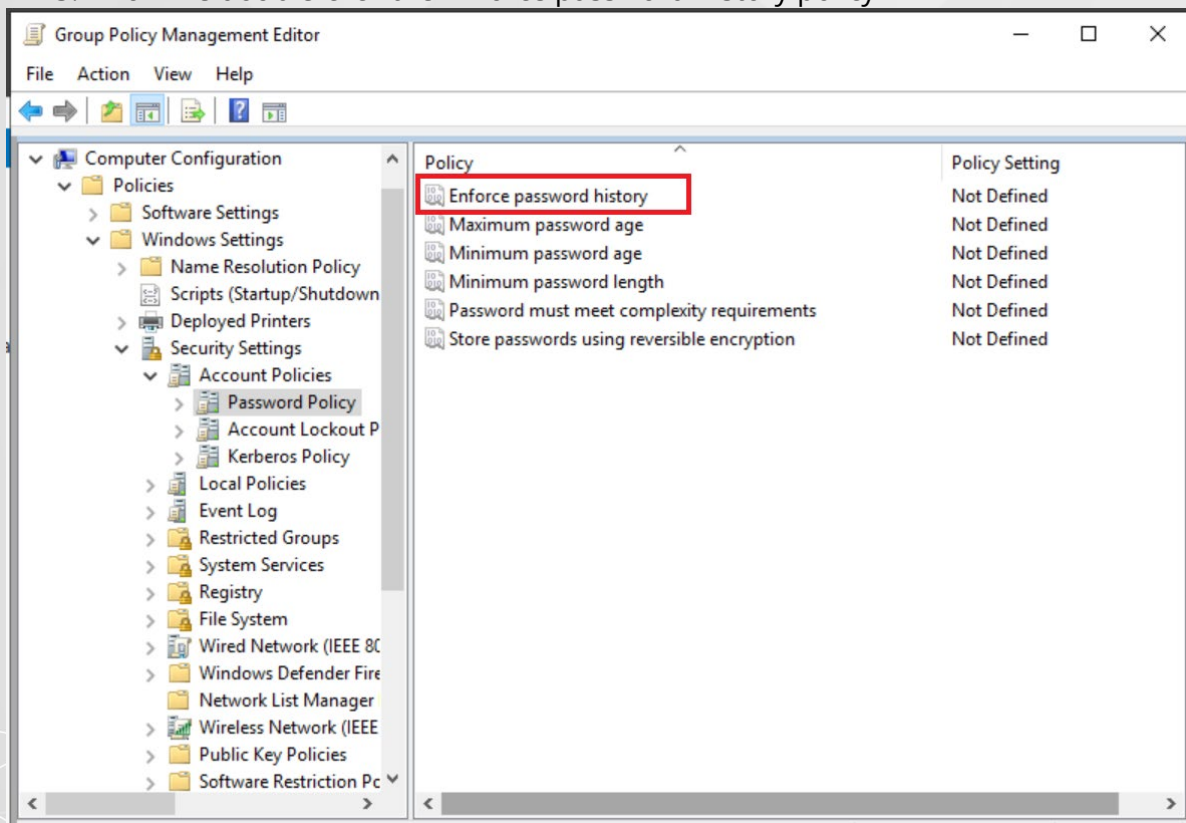 Group Policy Management Editor
File Action View Help
Computer Configuration
Policies
Software Settings
Windows Settings
Name Resolution Policy
Scripts (Startup/Shutdown
Deployed Printers
Security Settings
Account Policies
Password Policy
Account Lockout P
Kerberos Policy
Local Policies
Event Log
Restricted Groups
System Services
Registry
File System
Wired Network (IEEE 80
Windows Defender Fire
Network List Manager
Wireless Network (IEEE
Public Key Policies
Software Restriction Pc
Policy Policy Setting
Enforce password history Not Defined
Maximum password age Not Defined
Minimum password age Not Defined
Minimum password length Not Defined
Password must meet complexity requirements Not Defined
Store passwords using reversible encryption Not Defined